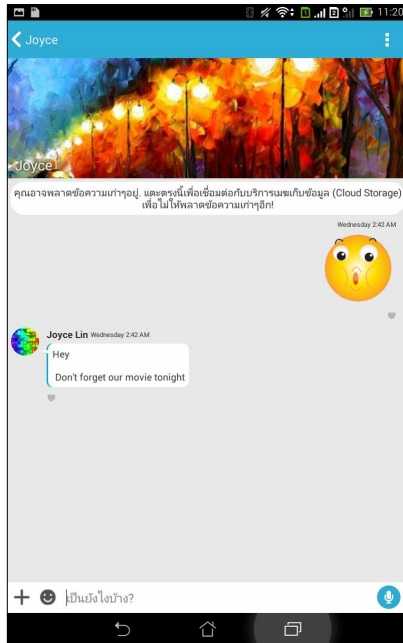 11:20
Joyce
Joyce
คุณอาจพลาดข้อความเก่าๆอยู่. แตะตรงนี้เพื่อเชื่อมต่อกับบริการเมฆเก็บข้อมูล (Cloud Storage)
เพื่อไม่ให้พลาดข้อความเก่าๆอีก!
Wednesday 2:42 AM
Joyce Lin Wednesday 2:42 AM
Hey
Don't forget our movie tonight
เป็นยังไงบ้าง?